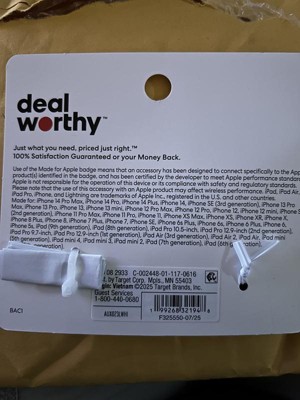 deal
worthy™
Just what you need, priced just right.™
100% Satisfaction Guaranteed or your Money Back.
Use of the Made for Apple badge means that an accessory has been designed to connect specifically to the Apple
product(s) identified in the badge, and has been certified by the developer to meet Apple performance standards.
Apple is not responsible for the operation of this device or its compliance with safety and regulatory standards.
Please note that the use of this accessory with an Apple product may affect wireless performance. iPad, iPad Air,
iPad Pro, iPhone, and Lightning are trademarks of Apple Inc., registered in the U.S. and other countries.
Made for: iPhone 14 Pro Max, iPhone 14 Pro, iPhone 14 Plus, iPhone 14, iPhone SE (3rd generation), iPhone 13 Pro
Max, iPhone 13 Pro, iPhone 13, iPhone 13 mini, iPhone 12 Pro Max, iPhone 12 Pro, iPhone 12, iPhone 12 mini,
(2nd generation), iPhone 11 Pro Max, iPhone 11 Pro, iPhone 11, iPhone XS Max, iPhone XS, iPhone XR, iPhone X,
iPhone 8 Plus, iPhone 8, iPhone 7 Plus, iPhone 7, iPhone 6s Plus, iPhone 6s, iPhone 6 Plus, iPhone 6, iPhone
5s, iPad (9th generation), iPad (8th generation), iPad Pro 10.5-inch, iPad Pro 12.9-inch (2nd generation),
iPad Pro 9.7-inch, iPad Pro 12.9-inch (1st generation), iPad Air (3rd generation), iPad Air 2, iPad Air, iPad mini
iPad mini 4, iPad mini 3, iPad mini 2, iPad (7th generation), iPad (6th
08 2933 C-002448-01-117-0616
by Target Corp. Mpls., MN 55403
Vietnam ©2025 Target Brands, Inc.
Guest Services
1-800-440-0680
F325550-07/25
BACI